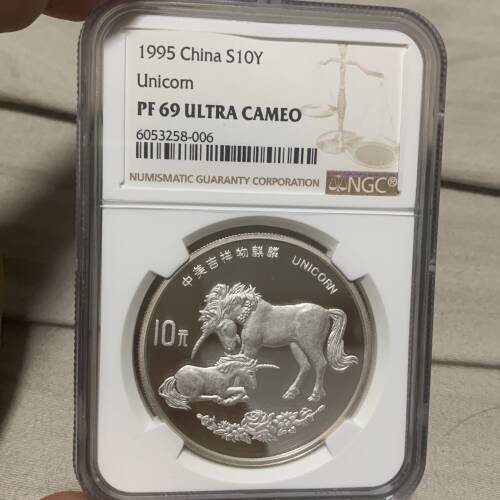 1995 China S10Y
Unicorn
PF 69 ULTRA CAMEO
6053258-006
NUMISMATIC GUARANTY CORPORATION
NGC®
中美吉祥物麒麟 UNICORN
10元